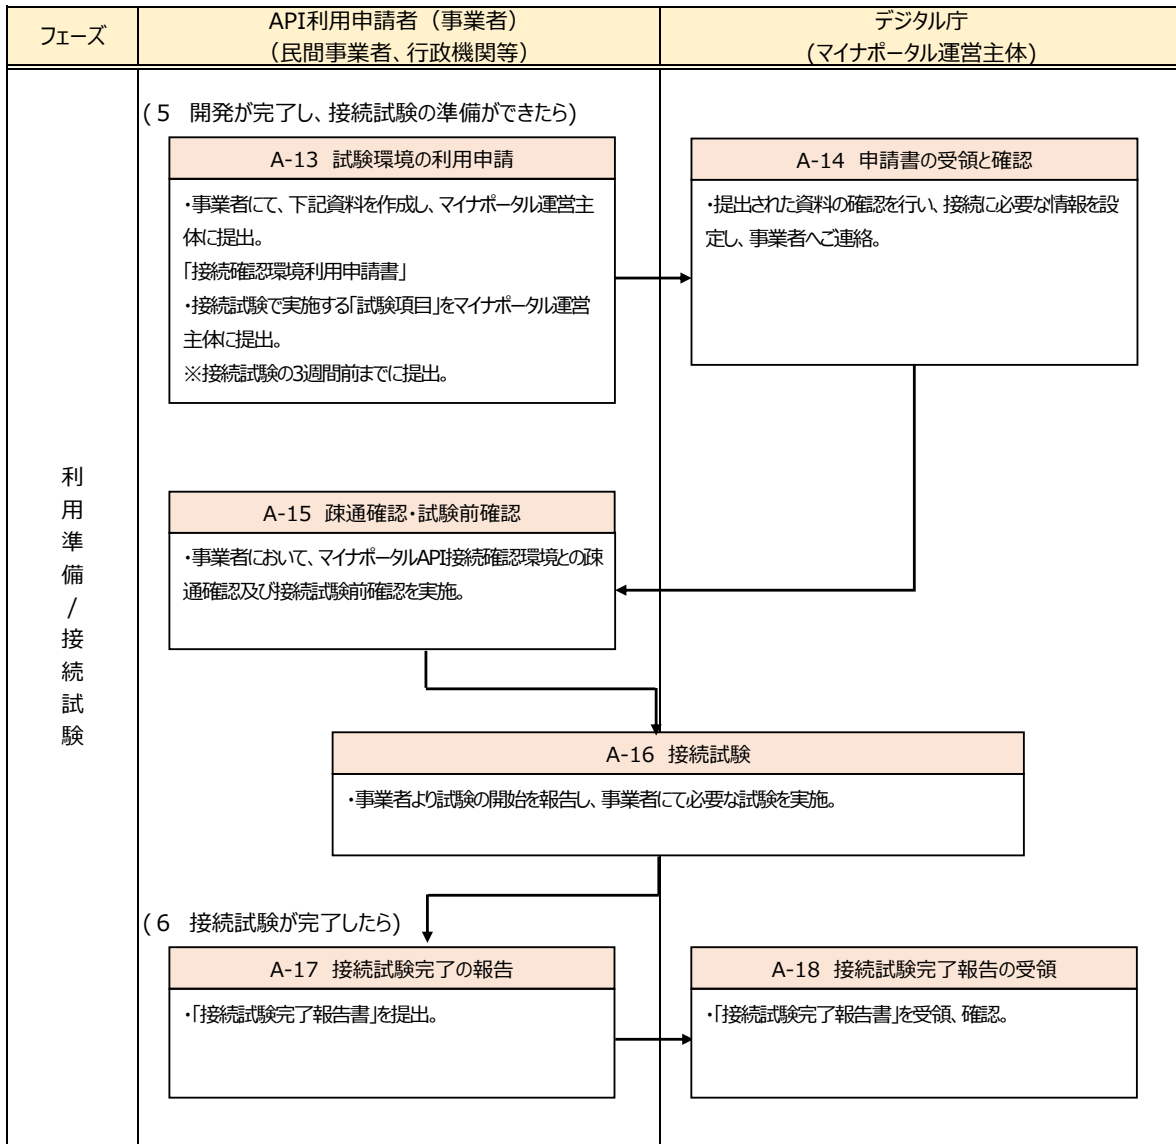 フェーズ
API利用申請者（事業者）
（民間事業者、行政機関等）
デジタル庁
(マイナポータル運営主体)
利用準備/接続試験
(５ 開発が完了し、接続試験の準備ができたら)
A-13 試験環境の利用申請
・事業者にて、下記資料を作成し、マイナポータル運営主
体に提出。
「接続確認環境利用申請書」
・接続試験で実施する「試験項目」をマイナポータル運営
主体に提出。
※接続試験の3週間前までに提出。
A-14 申請書の受領と確認
・提出された資料の確認を行い、接続に必要な情報を設
定し、事業者へご連絡。
A-15 疎通確認・試験前確認
・事業者において、マイナポータルAPI接続確認環境との疎
通確認及び接続試験前確認を実施。
A-16 接続試験
・事業者より試験の開始を報告し、事業者にて必要な試験を実施。
(６ 接続試験が完了したら)
A-17 接続試験完了の報告
・「接続試験完了報告書」を提出。
A-18 接続試験完了報告の受領
・「接続試験完了報告書」を受領、確認。